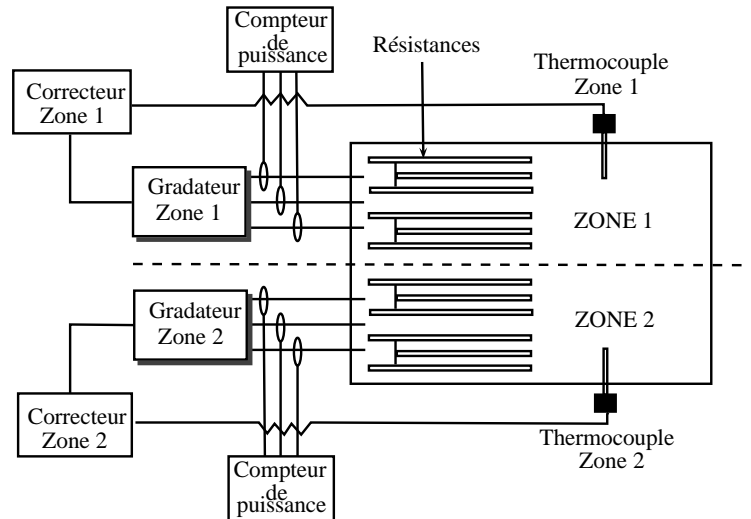 Compteur
de
puissance
Résistances
Thermocouple
Zone 1
Correcteur
Zone 1
Gradateur
Zone 1
ZONE 1
Gradateur
Zone 2
ZONE 2
Correcteur
Zone 2
Thermocouple
Zone 2
Compteur
de
puissance